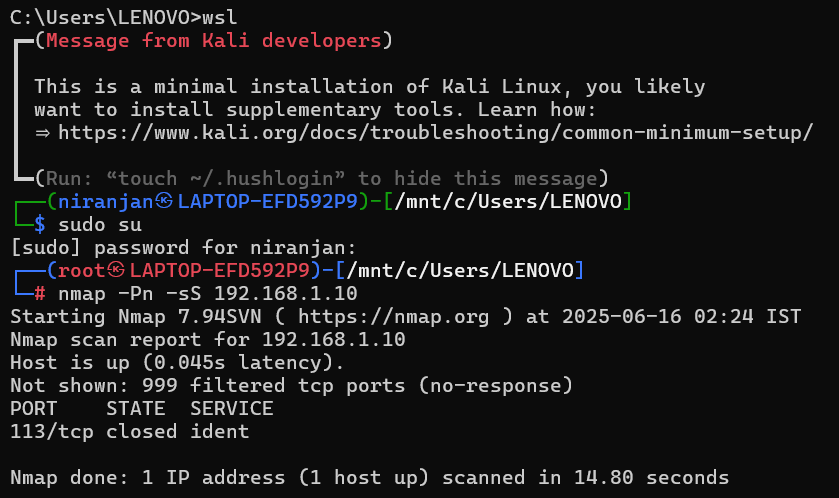 C:\Users\LENOVO>wsl
┏━(Message from Kali developers)
┃
┃ This is a minimal installation of Kali Linux, you likely
┃ want to install supplementary tools. Learn how:
┃ ⇒ https://www.kali.org/docs/troubleshooting/common-minimum-setup/
┃
┗━(Run: “touch ~/.hushlogin” to hide this message)
┌──(niranjan㉿LAPTOP-EFD592P9)-[/mnt/c/Users/LENOVO]
└─$ sudo su
[sudo] password for niranjan:
┌──(root㉿LAPTOP-EFD592P9)-[/mnt/c/Users/LENOVO]
└─# nmap -Pn -sS 192.168.1.10
Starting Nmap 7.94SVN ( https://nmap.org ) at 2025-06-16 02:24 IST
Nmap scan report for 192.168.1.10
Host is up (0.045s latency).
Not shown: 999 filtered tcp ports (no-response)
PORT    STATE  SERVICE
113/tcp closed ident

Nmap done: 1 IP address (1 host up) scanned in 14.80 seconds